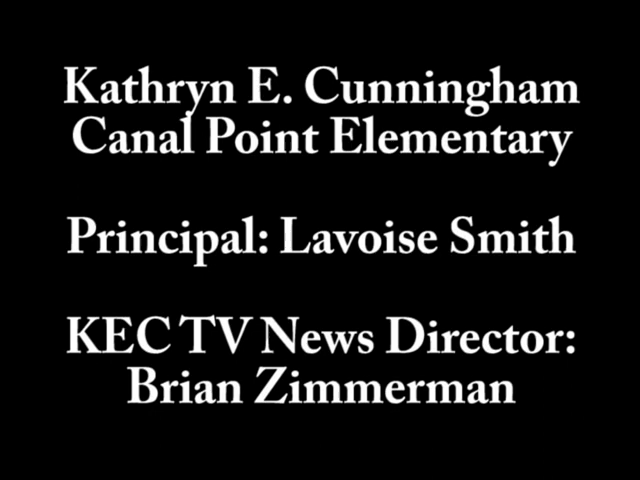 Kathryn E. Cunningham
Canal Point Elementary
Principal: Lavoise Smith
KEC TV News Director:
Brian Zimmerman